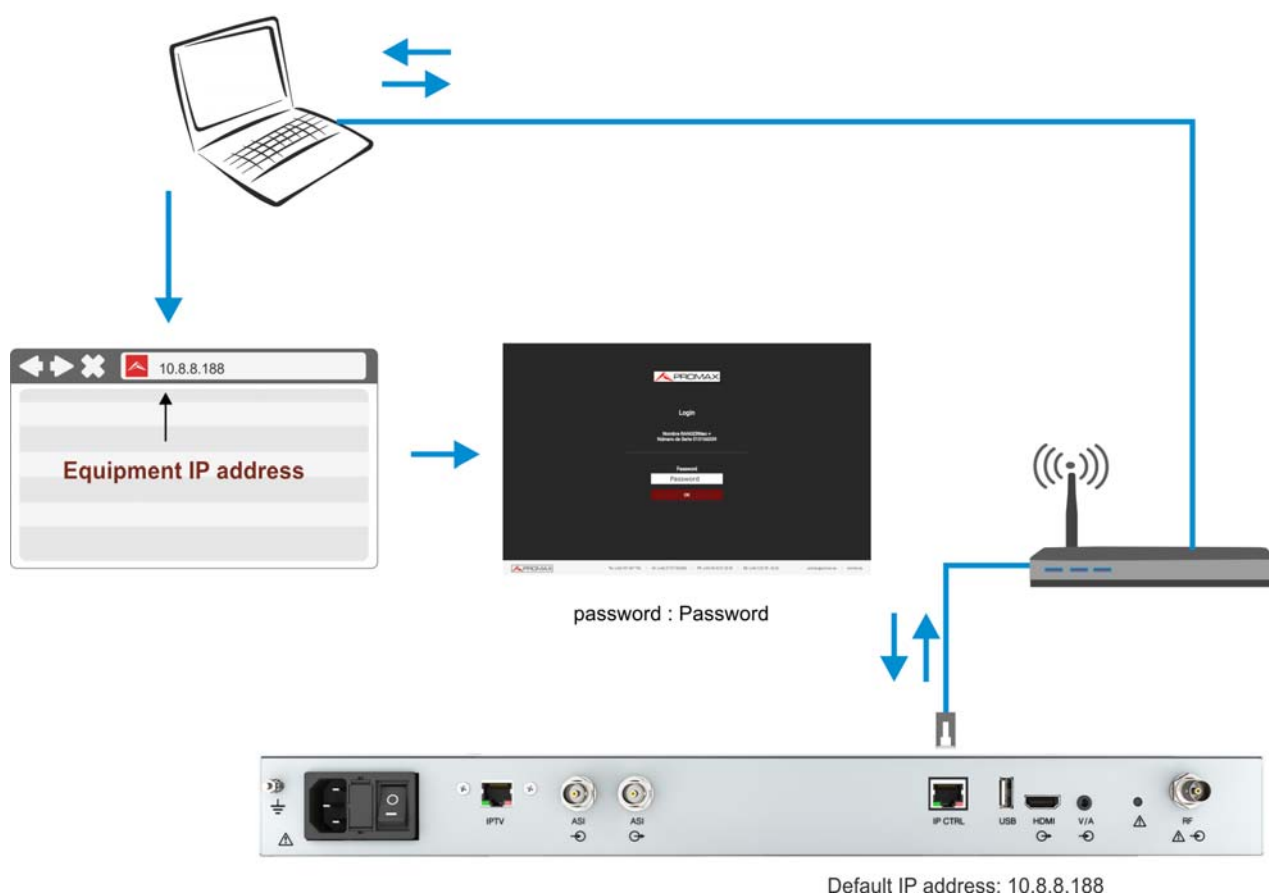 10.8.8.188
Equipment IP address
PROMAX
Login
Password
Password
OK
PROMAX
password : Password
IPTV
ASI
ASI
IP CTRL
USB
HDMI
V/A
RF
Default IP address: 10.8.8.188